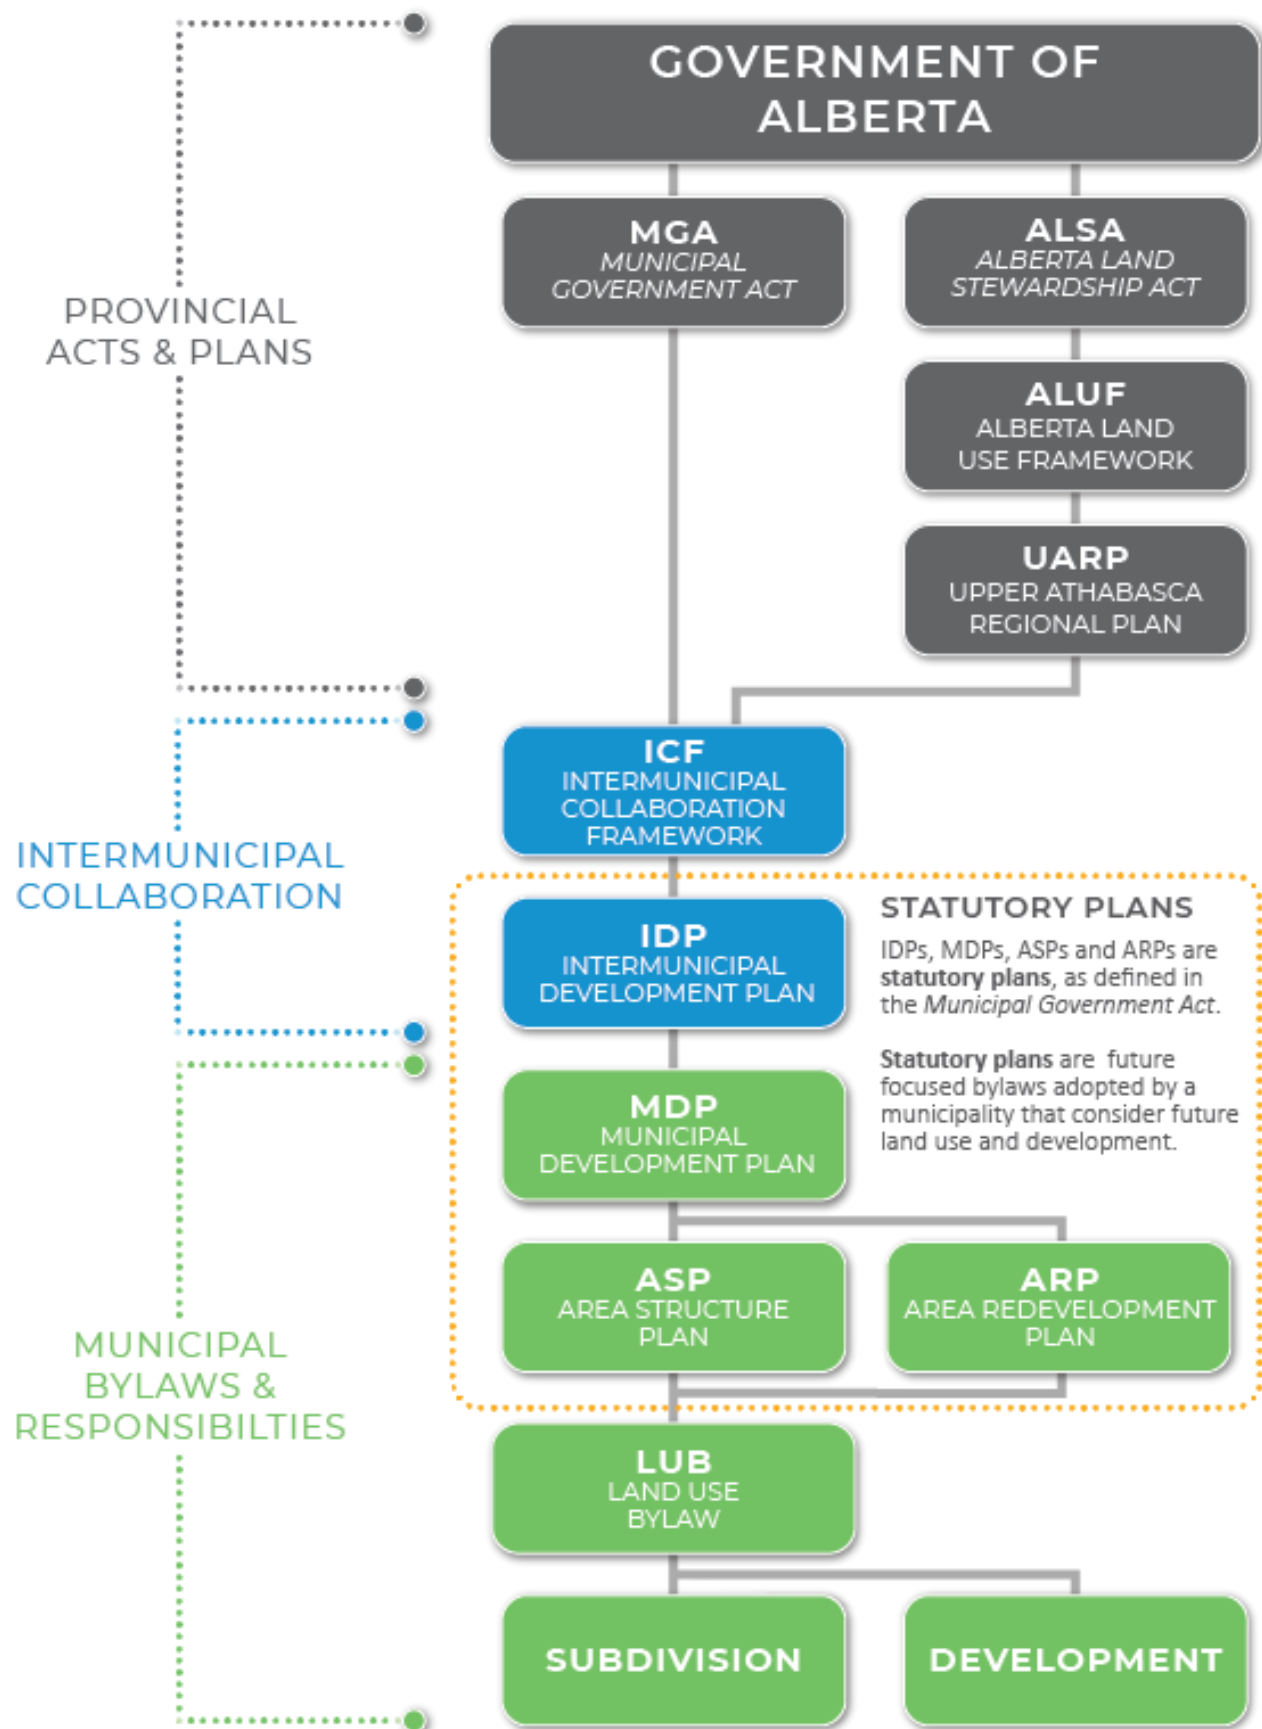 GOVERNMENT OF
ALBERTA
MGA
MUNICIPAL
GOVERNMENT ACT
ALSA
ALBERTA LAND
STEWARDSHIP ACT
PROVINCIAL
ACTS & PLANS
ALUF
ALBERTA LAND
USE FRAMEWORK
UARP
UPPER ATHABASCA
REGIONAL PLAN
ICF
INTERMUNICIPAL
COLLABORATION
FRAMEWORK
INTERMUNICIPAL
COLLABORATION
IDP
INTERMUNICIPAL
DEVELOPMENT PLAN
STATUTORY PLANS
IDPs, MDPs, ASPs and ARPs are
statutory plans, as defined in
the Municipal Government Act.
Statutory plans are future
focused bylaws adopted by a
municipality that consider future
land use and development.
MDP
MUNICIPAL
DEVELOPMENT PLAN
ASP
AREA STRUCTURE
PLAN
ARP
AREA REDEVELOPMENT
PLAN
MUNICIPAL
BYLAWS &
RESPONSIBILTIES
LUB
LAND USE
BYLAW
SUBDIVISION
DEVELOPMENT